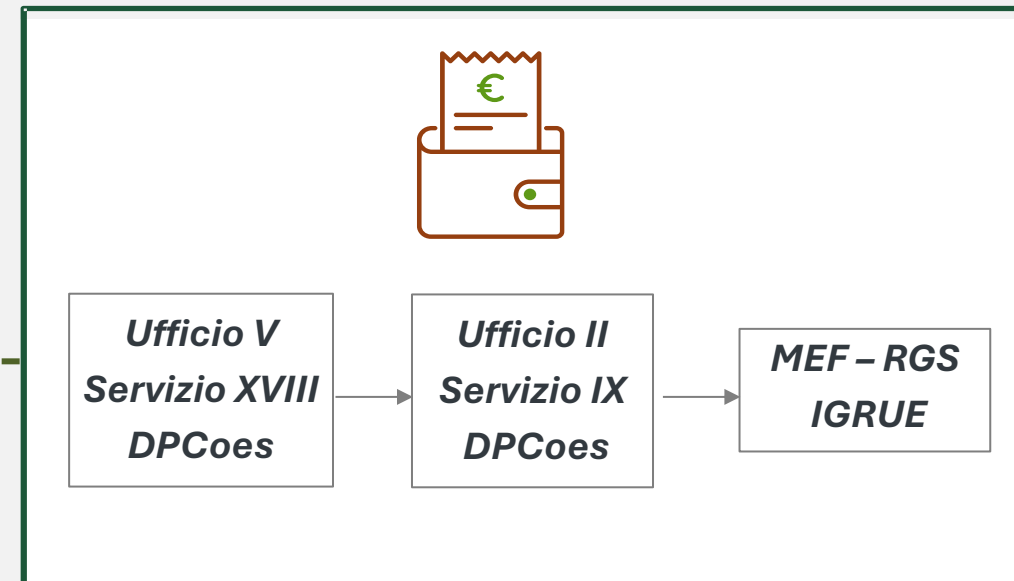 €
Ufficio V
Servizio XVIII
DPCoes
Ufficio II
Servizio IX
DPCoes
MEF – RGS
IGRUE